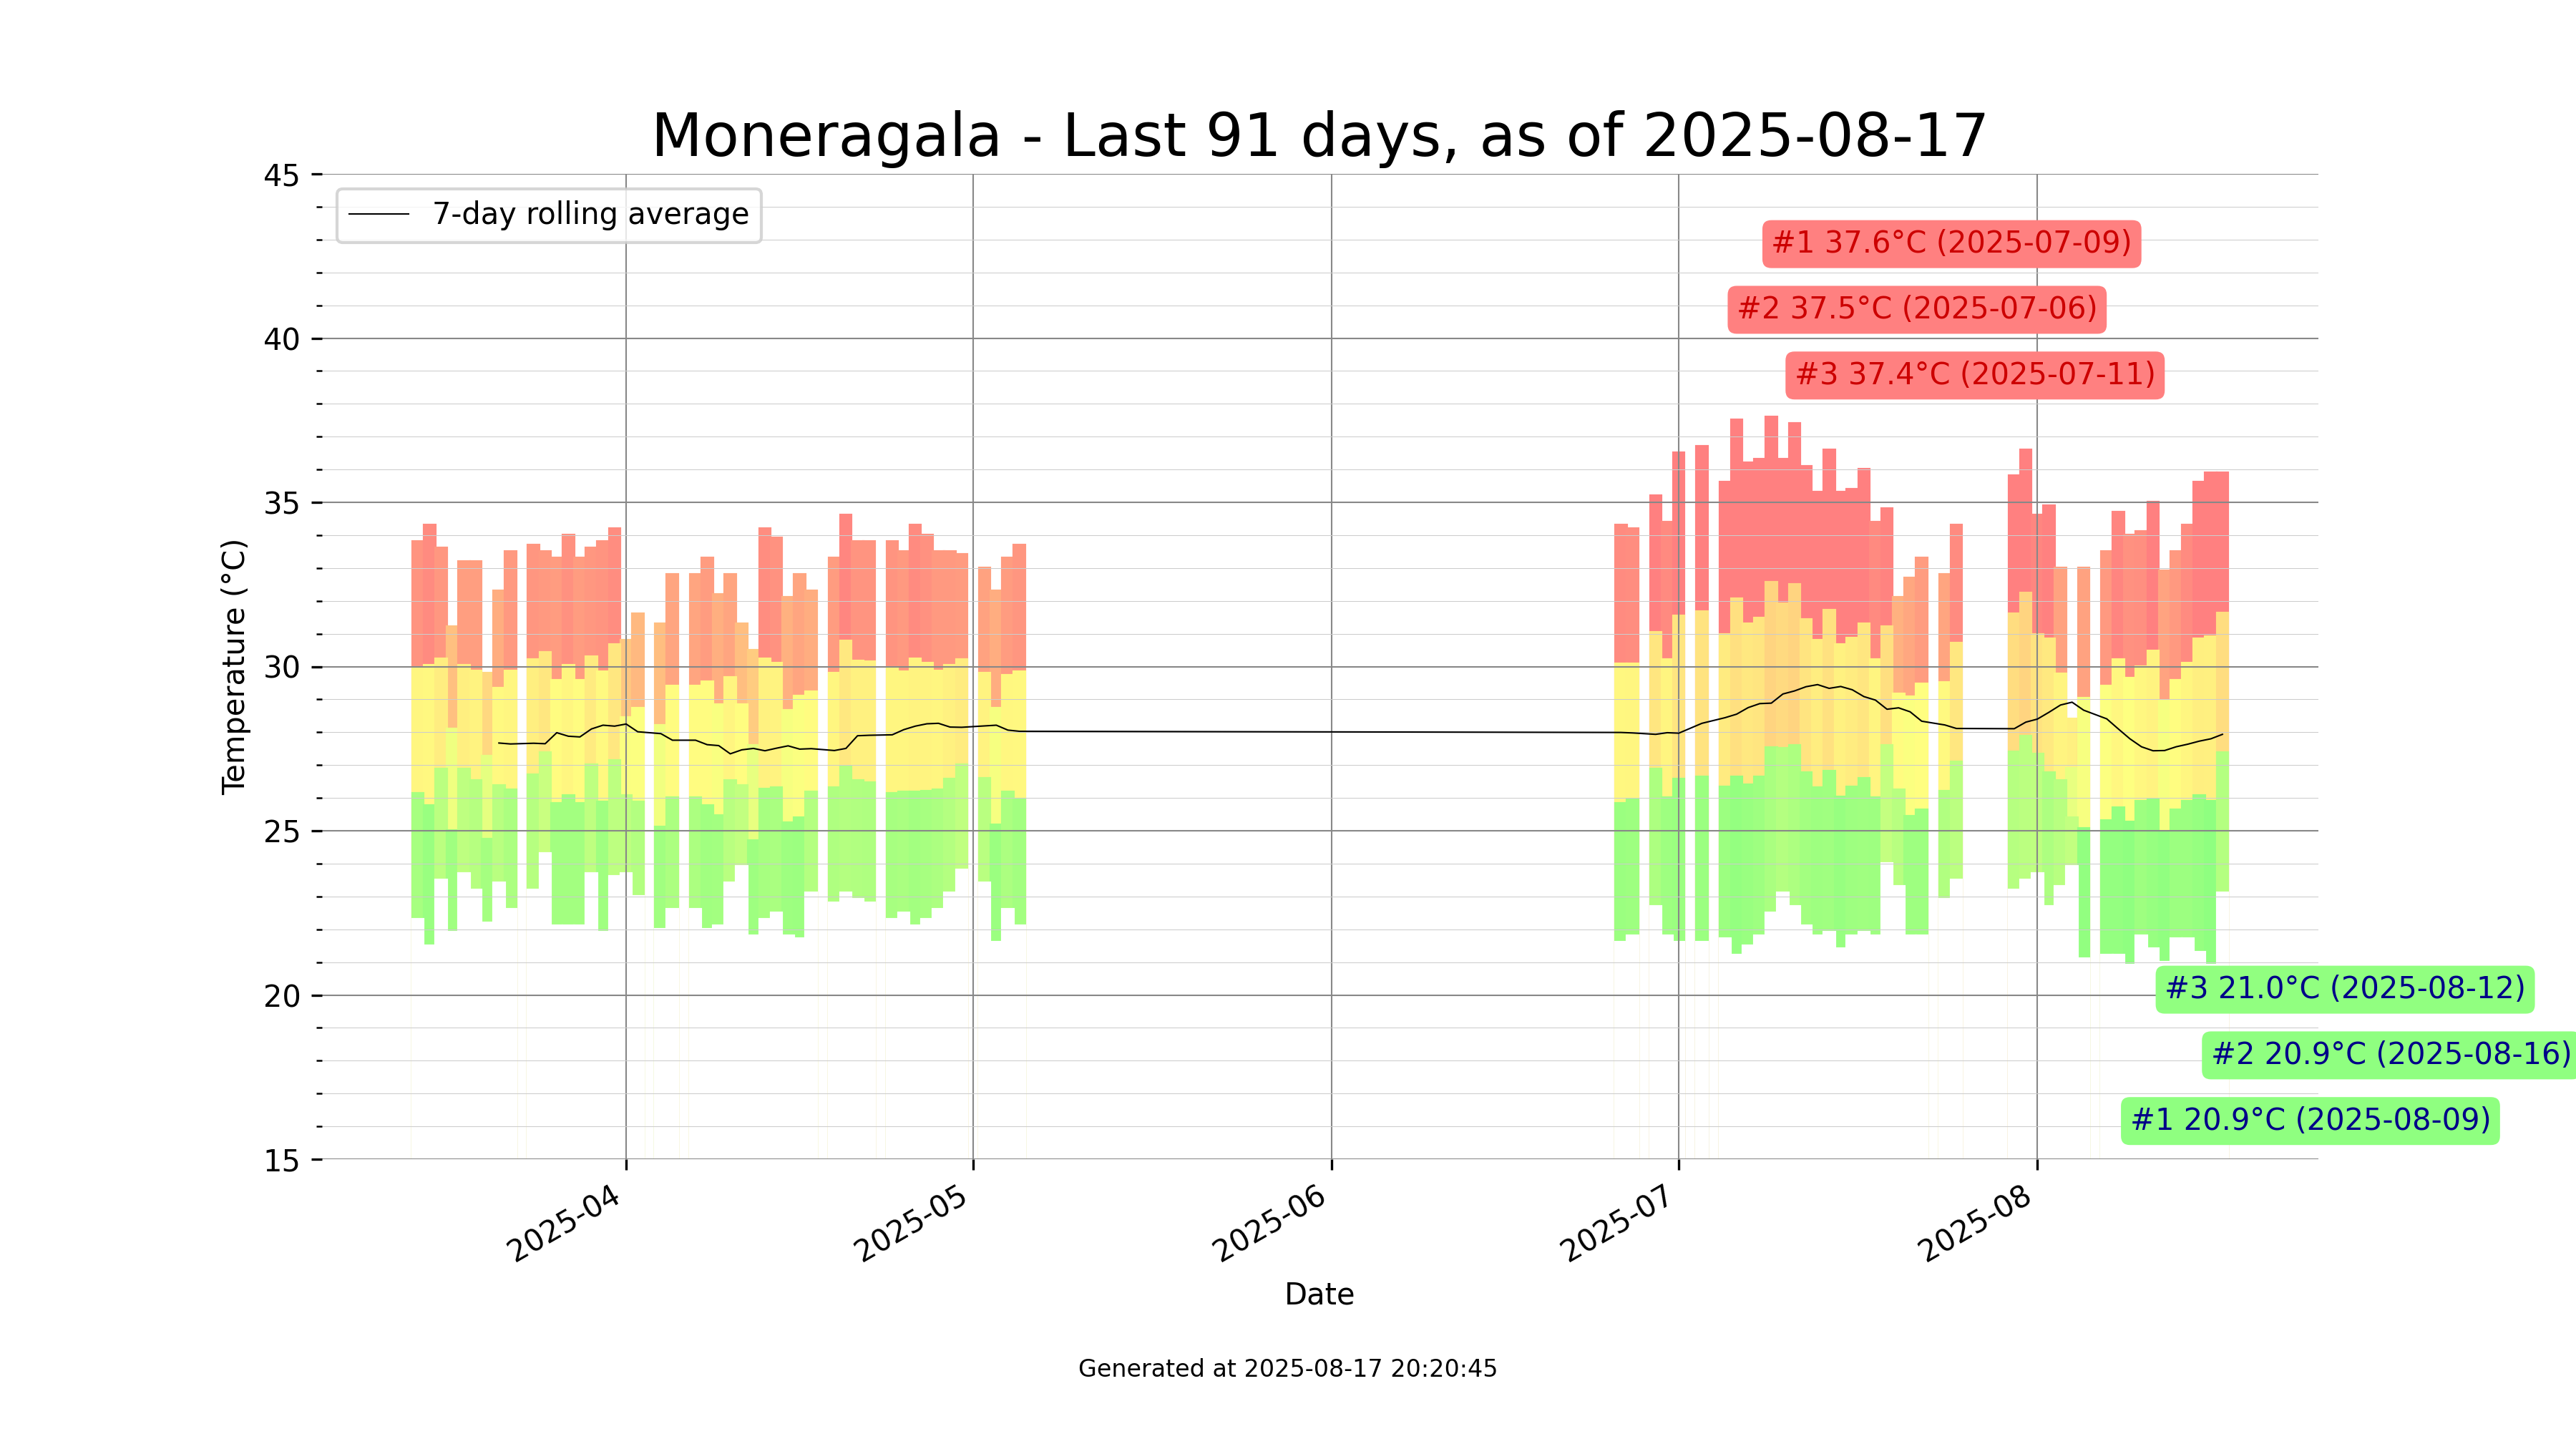 Moneragala - Last 91 days, as of 2025-08-17
45
7-day rolling average
#1 37.6°C (2025-07-09)
#2 37.5°C (2025-07-06)
40
#3 37.4°C (2025-07-11)
35
30
25
20
15
Temperature (°C)
#3 21.0°C (2025-08-12)
#2 20.9°C (2025-08-16)
#1 20.9°C (2025-08-09)
2025-04
2025-05
2025-06
2025-07
2025-08
Date
Generated at 2025-08-17 20:20:45